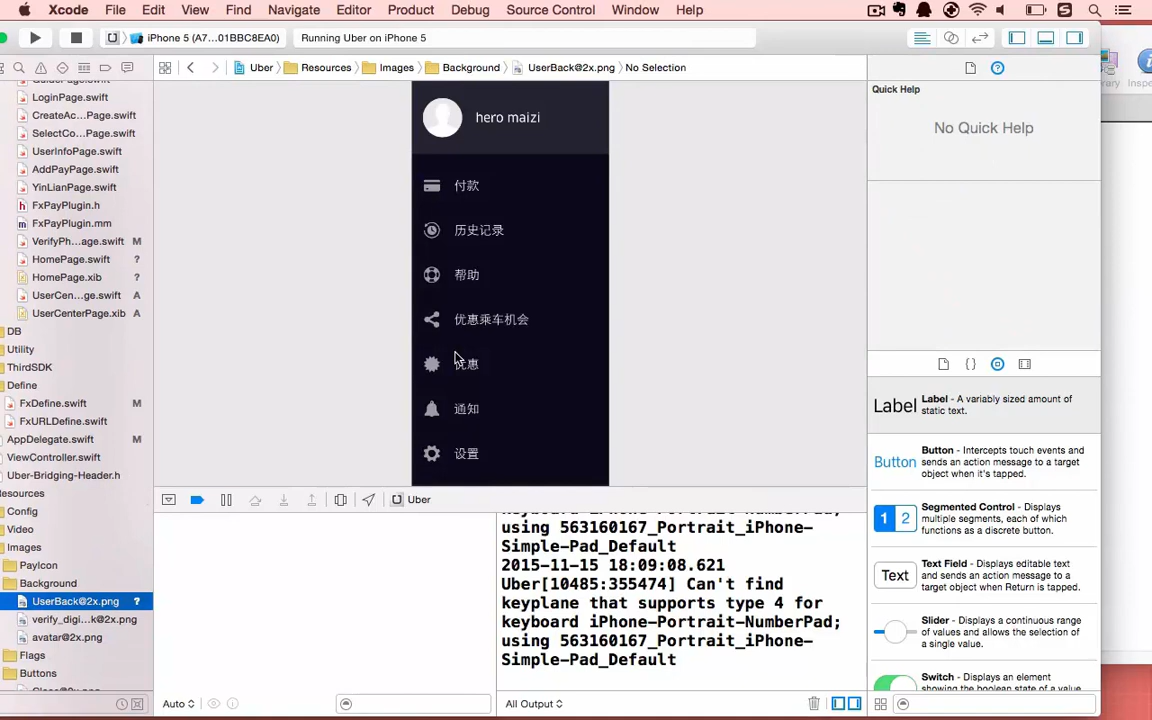 Xcode File Edit View Find Navigate Editor Product Debug Source Control Window Help
iPhone 5 (A7...01BBC8EA0) Running Uber on iPhone 5
Uber Resources Images Background UserBack@2x.png No Selection
LoginPage.swift
CreateAc...Page.swift
SelectCo...Page.swift
UserInfoPage.swift
AddPayPage.swift
YinLianPage.swift
FxPayPlugin.h
FxPayPlugin.mm
VerifyPh...age.swift M
HomePage.swift ?
HomePage.xib ?
UserCen...ge.swift A
UserCenterPage.xib A
DB
Utility
ThirdSDK
Define
FxDefine.swift M
FxURLDefine.swift
AppDelegate.swift M
ViewController.swift
Uber-Bridging-Header.h
esources
Config
Video
Images
PayIcon
Background
UserBack@2x.png ?
verify_digi...k@2x.png
avatar@2x.png
Flags
Buttons
hero maizi
付款
历史记录
帮助
优惠乘车机会
优惠
通知
设置
Uber
using 563160167_Portrait_iPhone-
Simple-Pad_Default
2015-11-15 18:09:08.621
Uber[10485:355474] Can't find
keyplane that supports type 4 for
keyboard iPhone-Portrait-NumberPad;
using 563160167_Portrait_iPhone-
Simple-Pad_Default
Auto
All Output
Quick Help
No Quick Help
Label
Label - A variably sized amount of
static text.
Button
Button - Intercepts touch events and
sends an action message to a target
object when it's tapped.
1 2
Segmented Control - Displays
multiple segments, each of which
functions as a discrete button.
Text
Text Field - Displays editable text
and sends an action message to a
target object when Return is tapped.
Slider - Displays a continuous range
of values and allows the selection of
a single value.
Switch - Displays an element
showing the boolean state of a value